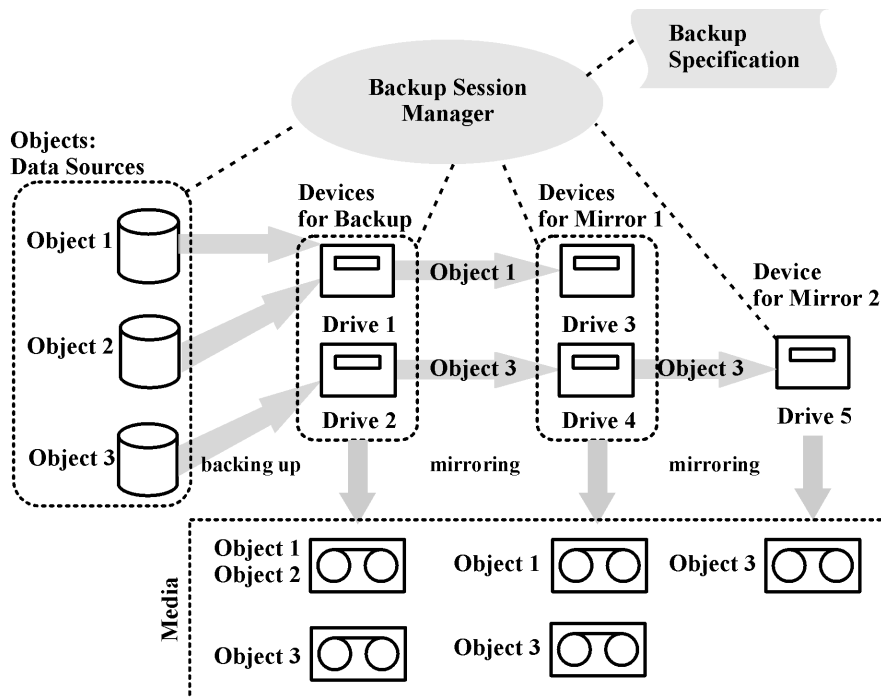 Backup
Specification
Backup Session
Manager
Objects:
Data Sources
Devices
for Backup
Devices
for Mirror 1
Device
for Mirror 2
Object 1
Object 2
Object 3
Object 1
Object 3
Object 3
Drive 1
Drive 2
Drive 3
Drive 4
Drive 5
backing up
mirroring
mirroring
Media
Object 1
Object 2
Object 1
Object 3
Object 3
Object 3